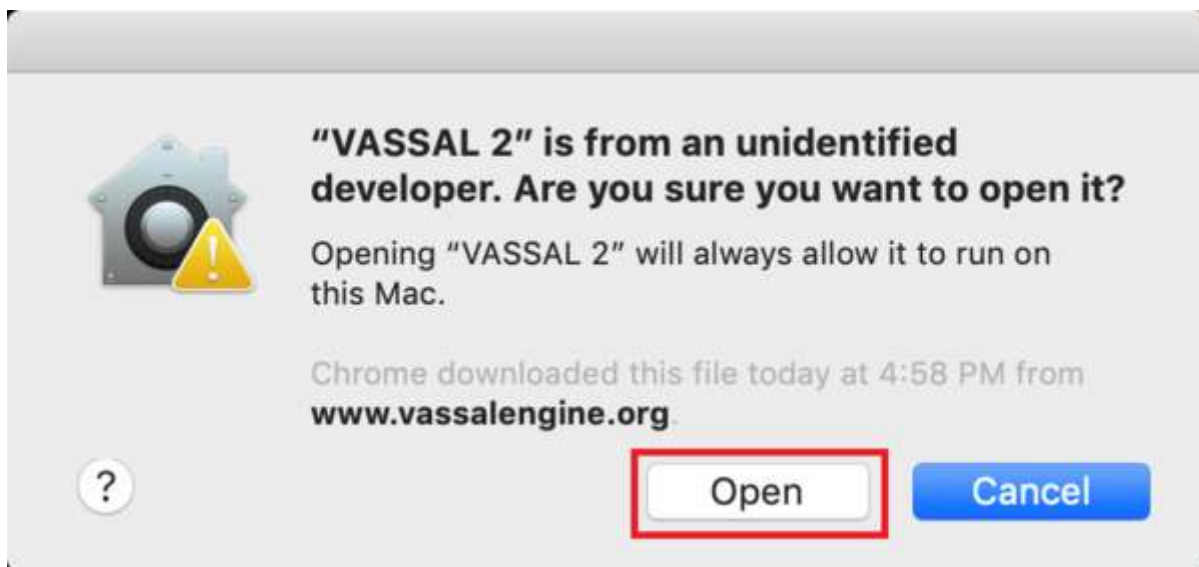 “VASSAL 2” is from an unidentified
developer. Are you sure you want to open it?
Opening “VASSAL 2” will always allow it to run on
this Mac.
Chrome downloaded this file today at 4:58 PM from
www.vassalengine.org.
?
Open
Cancel